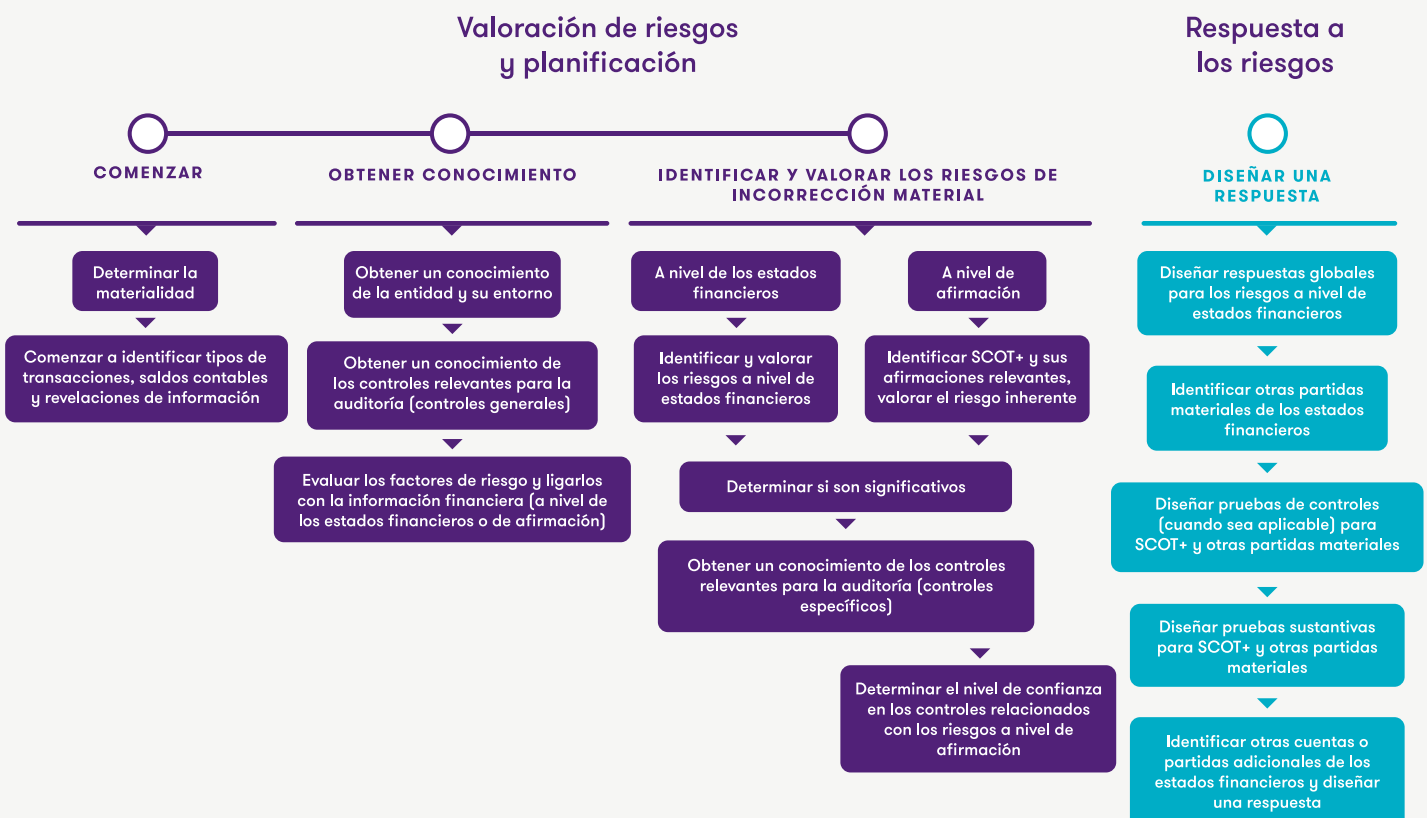 Valoración de riesgos
y planificación
Respuesta a
los riesgos
COMENZAR
OBTENER CONOCIMIENTO
IDENTIFICAR Y VALORAR LOS RIESGOS DE
INCORRECCIÓN MATERIAL
DISEÑAR UNA
RESPUESTA
Determinar la
materialidad
Comenzar a identificar tipos de
transacciones, saldos contables
y revelaciones de información
Obtener un conocimiento
de la entidad y su entorno
Obtener un conocimiento de
los controles relevantes para la
auditoría (controles generales)
Evaluar los factores de riesgo y ligarlos
con la información financiera (a nivel de
los estados financieros o de afirmación)
A nivel de los estados
financieros
Identificar y valorar
los riesgos a nivel de
estados financieros
A nivel de
afirmación
Identificar SCOT+ y sus
afirmaciones relevantes,
valorar el riesgo inherente
Determinar si son significativos
Obtener un conocimiento de los controles
relevantes para la auditoría (controles
específicos)
Determinar el nivel de confianza
en los controles relacionados
con los riesgos a nivel de
afirmación
Diseñar respuestas globales
para los riesgos a nivel de
estados financieros
Identificar otras partidas
materiales de los estados
financieros
Diseñar pruebas de controles
(cuando sea aplicable) para
SCOT+ y otras partidas materiales
Diseñar pruebas sustantivas
para SCOT+ y otras partidas
materiales
Identificar otras cuentas o
partidas adicionales de los
estados financieros y diseñar
una respuesta